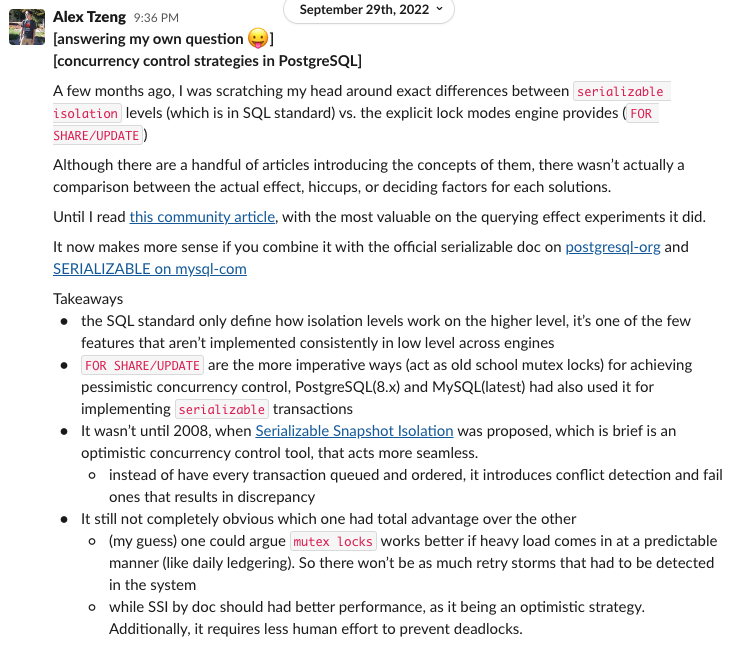 September 29th, 2022
Alex Tzeng 9:36 PM
[answering my own question 😛]
[concurrency control strategies in PostgreSQL]
A few months ago, I was scratching my head around exact differences between serializable
isolation levels (which is in SQL standard) vs. the explicit lock modes engine provides (FOR
SHARE/UPDATE)
Although there are a handful of articles introducing the concepts of them, there wasn't actually a
comparison between the actual effect, hiccups, or deciding factors for each solutions.
Until I read this community article, with the most valuable on the querying effect experiments it did.
It now makes more sense if you combine it with the official serializable doc on postgresql-org and
SERIALIZABLE on mysql-com
Takeaways
• the SQL standard only define how isolation levels work on the higher level, it's one of the few
features that aren't implemented consistently in low level across engines
• FOR SHARE/UPDATE are the more imperative ways (act as old school mutex locks) for achieving
pessimistic concurrency control, PostgreSQL(8.x) and MySQL(latest) had also used it for
implementing serializable transactions
• It wasn't until 2008, when Serializable Snapshot Isolation was proposed, which is brief is an
optimistic concurrency control tool, that acts more seamless.
◦ instead of have every transaction queued and ordered, it introduces conflict detection and fail
ones that results in discrepancy
• It still not completely obvious which one had total advantage over the other
◦ (my guess) one could argue mutex locks works better if heavy load comes in at a predictable
manner (like daily ledgering). So there won't be as much retry storms that had to be detected
in the system
◦ while SSI by doc should had better performance, as it being an optimistic strategy.
Additionally, it requires less human effort to prevent deadlocks.